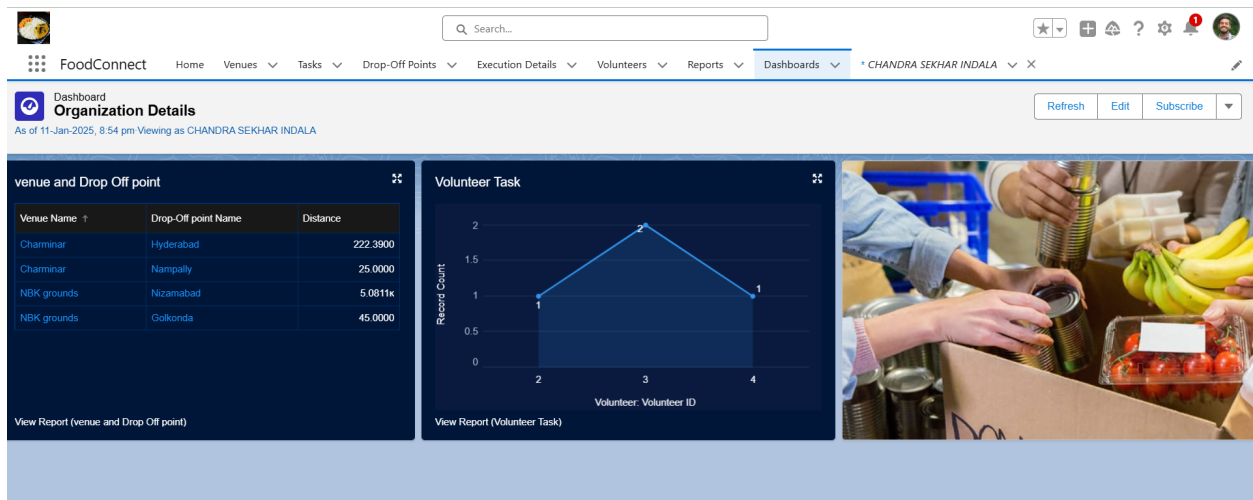 Search...
1
FoodConnect Home Venues Tasks Drop-Off Points Execution Details Volunteers Reports Dashboards * CHANDRA SEKHAR INDALA
Dashboard
Organization Details
As of 11-Jan-2025, 8:54 pm·Viewing as CHANDRA SEKHAR INDALA
Refresh Edit Subscribe
venue and Drop Off point
Venue Name ↑ Drop-Off point Name Distance
Charminar Hyderabad 222.3900
Charminar Nampally 25.0000
NBK grounds Nizamabad 5.0811ĸ
NBK grounds Golkonda 45.0000
View Report (venue and Drop Off point)
Volunteer Task
Record Count
2
1.5
1
0.5
0
1
2
1
2 3 4
Volunteer: Volunteer ID
View Report (Volunteer Task)